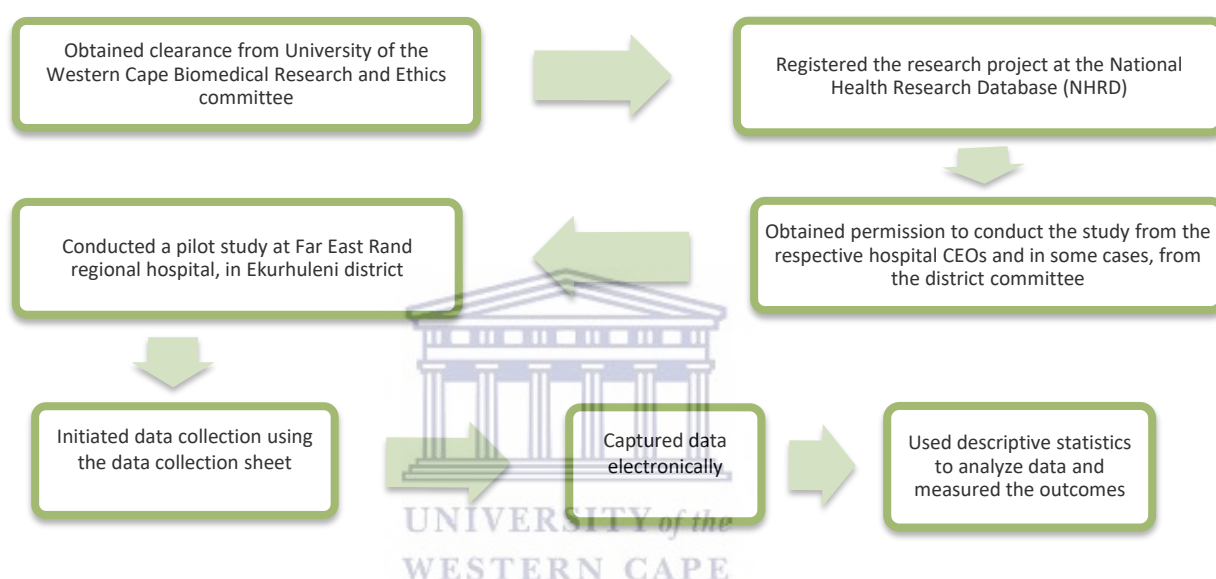 Obtained clearance from University of the
Western Cape Biomedical Research and Ethics
committee
Registered the research project at the National
Health Research Database (NHRD)
Obtained permission to conduct the study from the
respective hospital CEOs and in some cases, from
the district committee
Conducted a pilot study at Far East Rand
regional hospital, in Ekurhuleni district
Initiated data collection using
the data collection sheet
Captured data
electronically
Used descriptive statistics
to analyze data and
measured the outcomes
UNIVERSITY of the
WESTERN CAPE